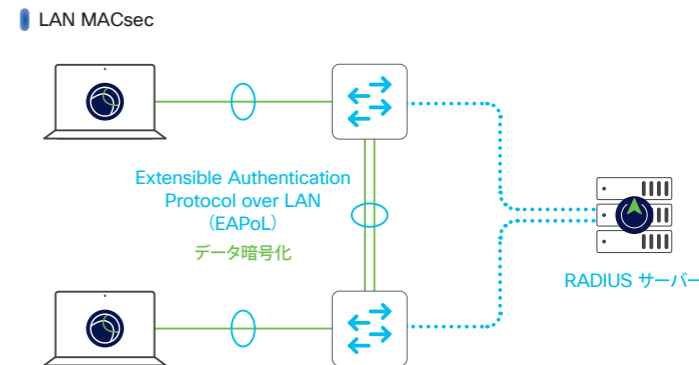 LAN MACsec
Extensible Authentication
Protocol over LAN
（EAPoL）
データ暗号化
RADIUS サーバー